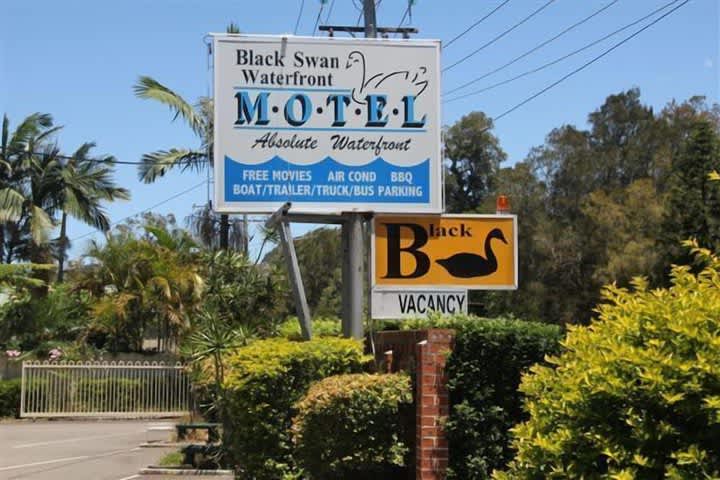 Black Swan
Waterfront
M·O·T·E·L
Absolute Waterfront
FREE MOVIES AIR COND BBQ
BOAT/TRAILER/TRUCK/BUS PARKING
Black
VACANCY